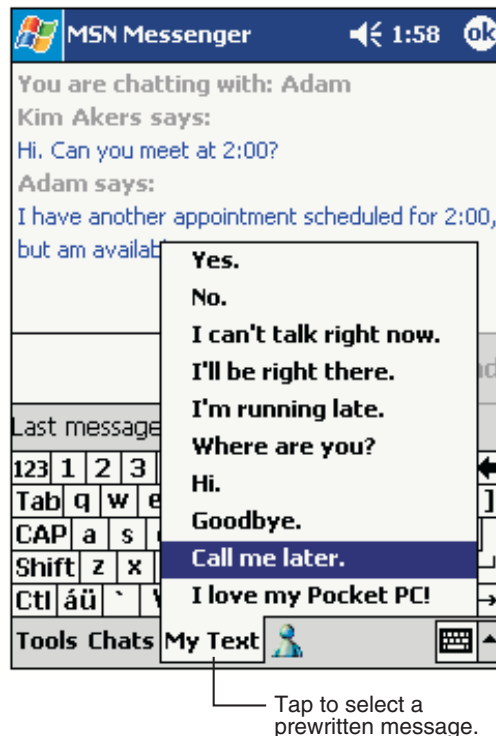 MSN Messenger 1:58 ok
You are chatting with: Adam
Kim Akers says:
Hi. Can you meet at 2:00?
Adam says:
I have another appointment scheduled for 2:00,
but am
Yes.
No.
I can't talk right now.
I'll be right there.
I'm running late.
Where are you?
Hi.
Goodbye.
Call me later.
I love my Pocket PC!
Last message
123 1 2 3
Tab q w e ]
CAP a s
Shift z x
Ctl áü `
Tools Chats My Text
Tap to select a
prewritten message.